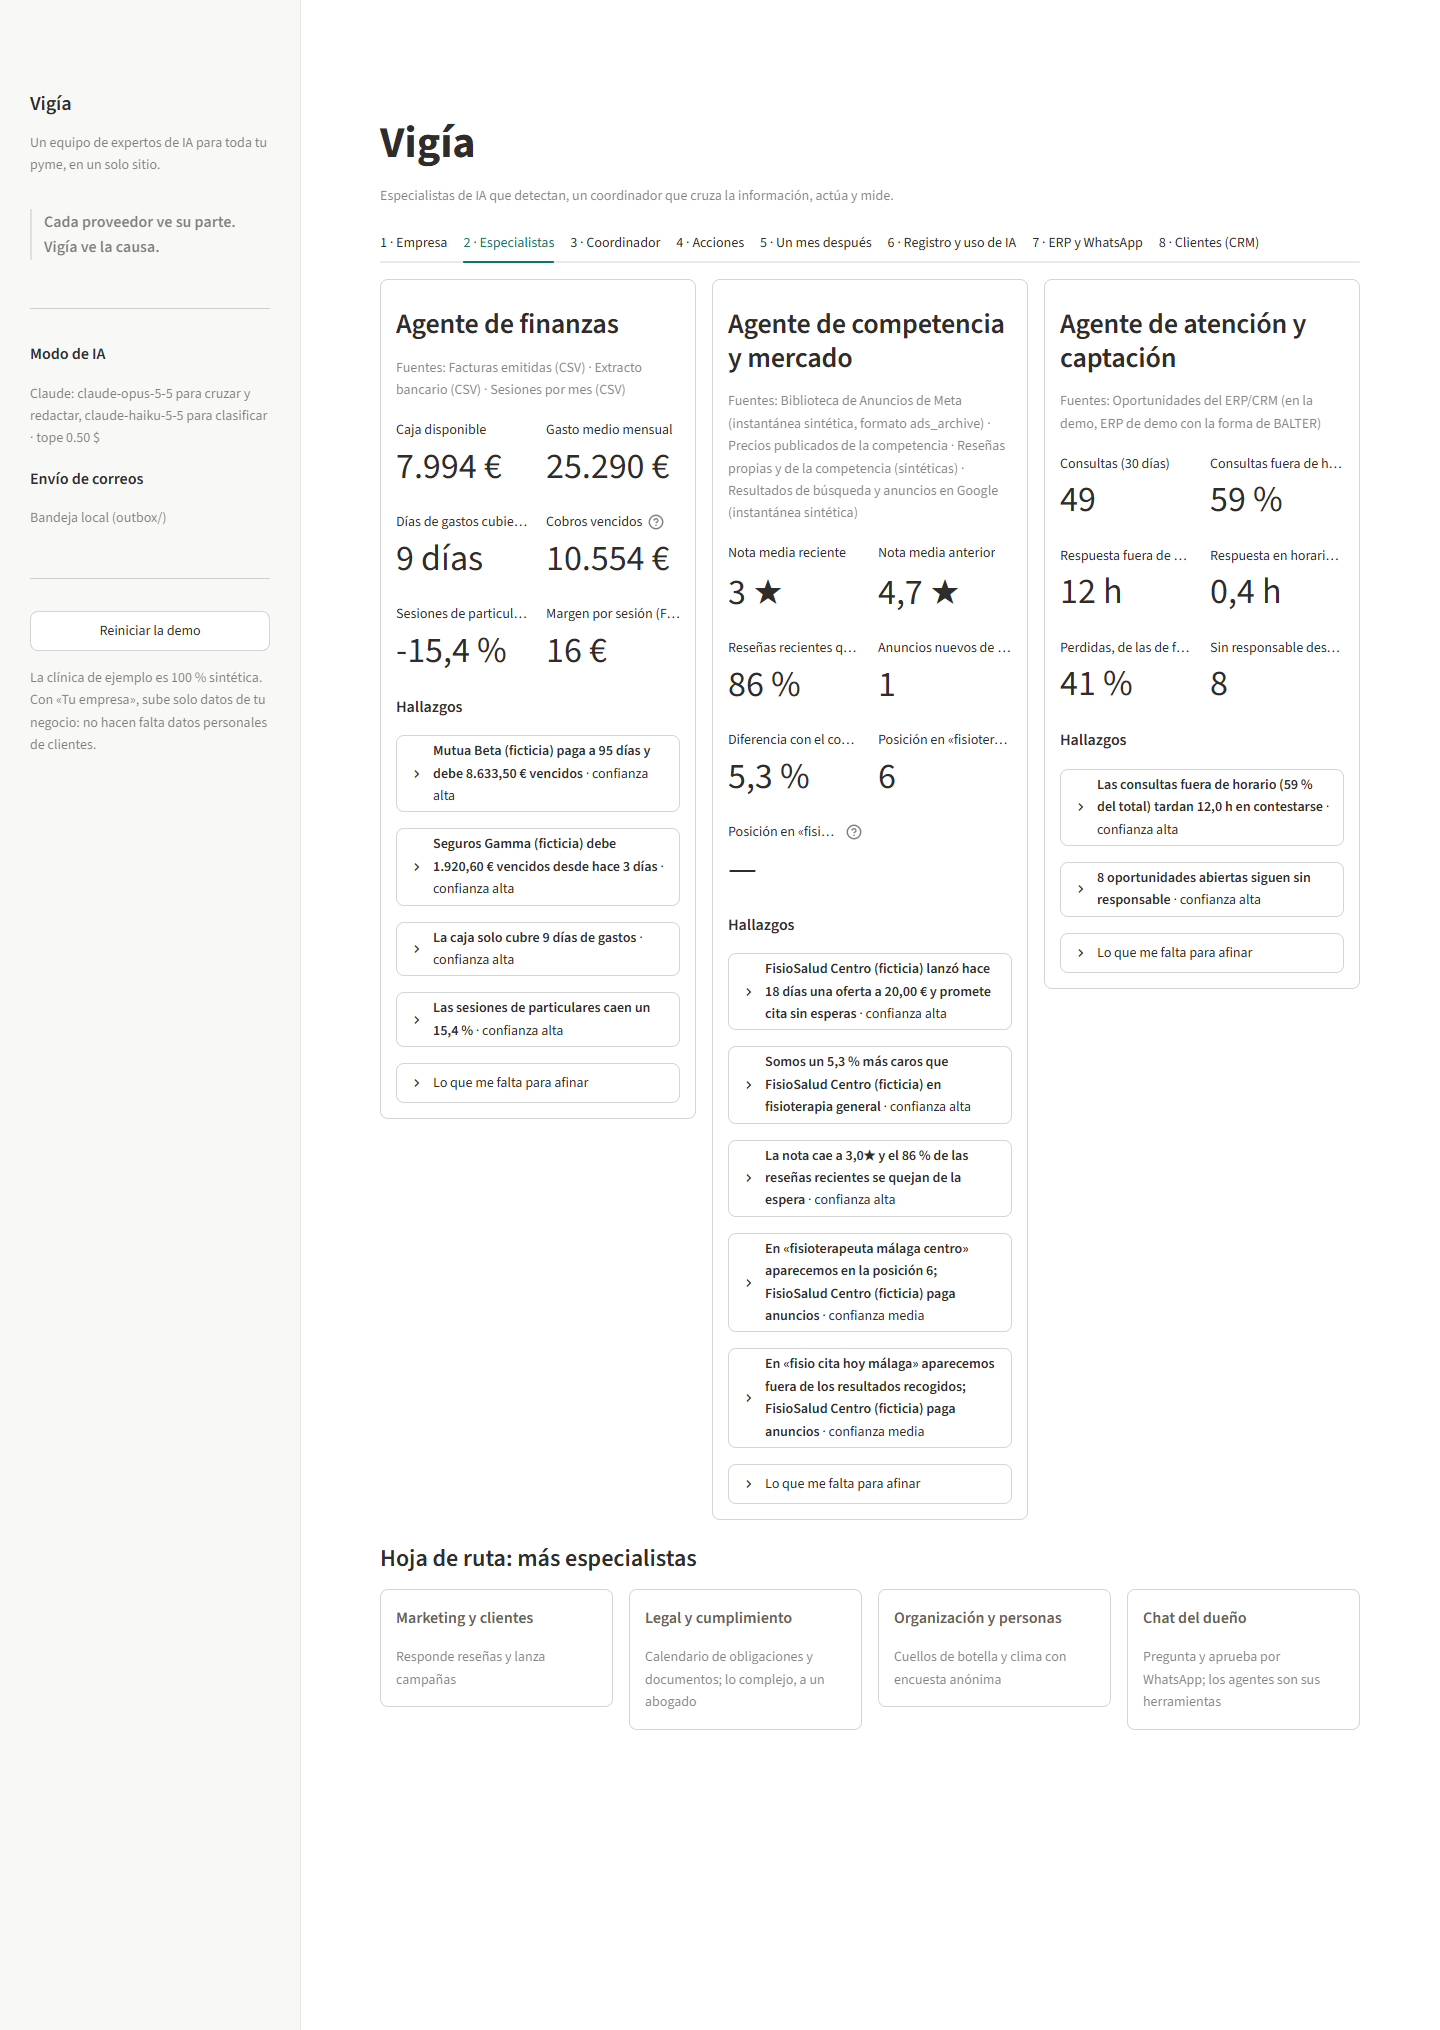 Vigía
Un equipo de expertos de IA para toda tu
pyme, en un solo sitio.
Cada proveedor ve su parte.
Vigía ve la causa.
Modo de IA
Claude: claude-opus-5-5 para cruzar y
redactar, claude-haiku-5-5 para clasificar
· tope 0.50 $
Envío de correos
Bandeja local (outbox/)
Reiniciar la demo
La clínica de ejemplo es 100 % sintética.
Con «Tu empresa», sube solo datos de tu
negocio: no hacen falta datos personales
de clientes.
Vigía
Especialistas de IA que detectan, un coordinador que cruza la información, actúa y mide.
1 · Empresa 2 · Especialistas 3 · Coordinador 4 · Acciones 5 · Un mes después 6 · Registro y uso de IA 7 · ERP y WhatsApp 8 · Clientes (CRM)
Agente de finanzas
Fuentes: Facturas emitidas (CSV) · Extracto
bancario (CSV) · Sesiones por mes (CSV)
Caja disponible Gasto medio mensual
7.994 € 25.290 €
Días de gastos cubie… Cobros vencidos
9 días 10.554 €
Sesiones de particul… Margen por sesión (F…
-15,4 % 16 €
Hallazgos
Mutua Beta (ficticia) paga a 95 días y
debe 8.633,50 € vencidos · confianza
alta
Seguros Gamma (ficticia) debe
1.920,60 € vencidos desde hace 3 días ·
confianza alta
La caja solo cubre 9 días de gastos ·
confianza alta
Las sesiones de particulares caen un
15,4 % · confianza alta
Lo que me falta para afinar
Agente de competencia
y mercado
Fuentes: Biblioteca de Anuncios de Meta
(instantánea sintética, formato ads_archive) ·
Precios publicados de la competencia · Reseñas
propias y de la competencia (sintéticas) ·
Resultados de búsqueda y anuncios en Google
(instantánea sintética)
Nota media reciente Nota media anterior
3 ★ 4,7 ★
Reseñas recientes q… Anuncios nuevos de …
86 % 1
Diferencia con el co… Posición en «fisioter…
5,3 % 6
Posición en «fisi…
—
Hallazgos
FisioSalud Centro (ficticia) lanzó hace
18 días una oferta a 20,00 € y promete
cita sin esperas · confianza alta
Somos un 5,3 % más caros que
FisioSalud Centro (ficticia) en
fisioterapia general · confianza alta
La nota cae a 3,0★ y el 86 % de las
reseñas recientes se quejan de la
espera · confianza alta
En «fisioterapeuta málaga centro»
aparecemos en la posición 6;
FisioSalud Centro (ficticia) paga
anuncios · confianza media
En «fisio cita hoy málaga» aparecemos
fuera de los resultados recogidos;
FisioSalud Centro (ficticia) paga
anuncios · confianza media
Lo que me falta para afinar
Agente de atención y
captación
Fuentes: Oportunidades del ERP/CRM (en la
demo, ERP de demo con la forma de BALTER)
Consultas (30 días) Consultas fuera de h…
49 59 %
Respuesta fuera de … Respuesta en horari…
12 h 0,4 h
Perdidas, de las de f… Sin responsable des…
41 % 8
Hallazgos
Las consultas fuera de horario (59 %
del total) tardan 12,0 h en contestarse ·
confianza alta
8 oportunidades abiertas siguen sin
responsable · confianza alta
Lo que me falta para afinar
Hoja de ruta: más especialistas
Marketing y clientes
Responde reseñas y lanza
campañas
Legal y cumplimiento
Calendario de obligaciones y
documentos; lo complejo, a un
abogado
Organización y personas
Cuellos de botella y clima con
encuesta anónima
Chat del dueño
Pregunta y aprueba por
WhatsApp; los agentes son sus
herramientas